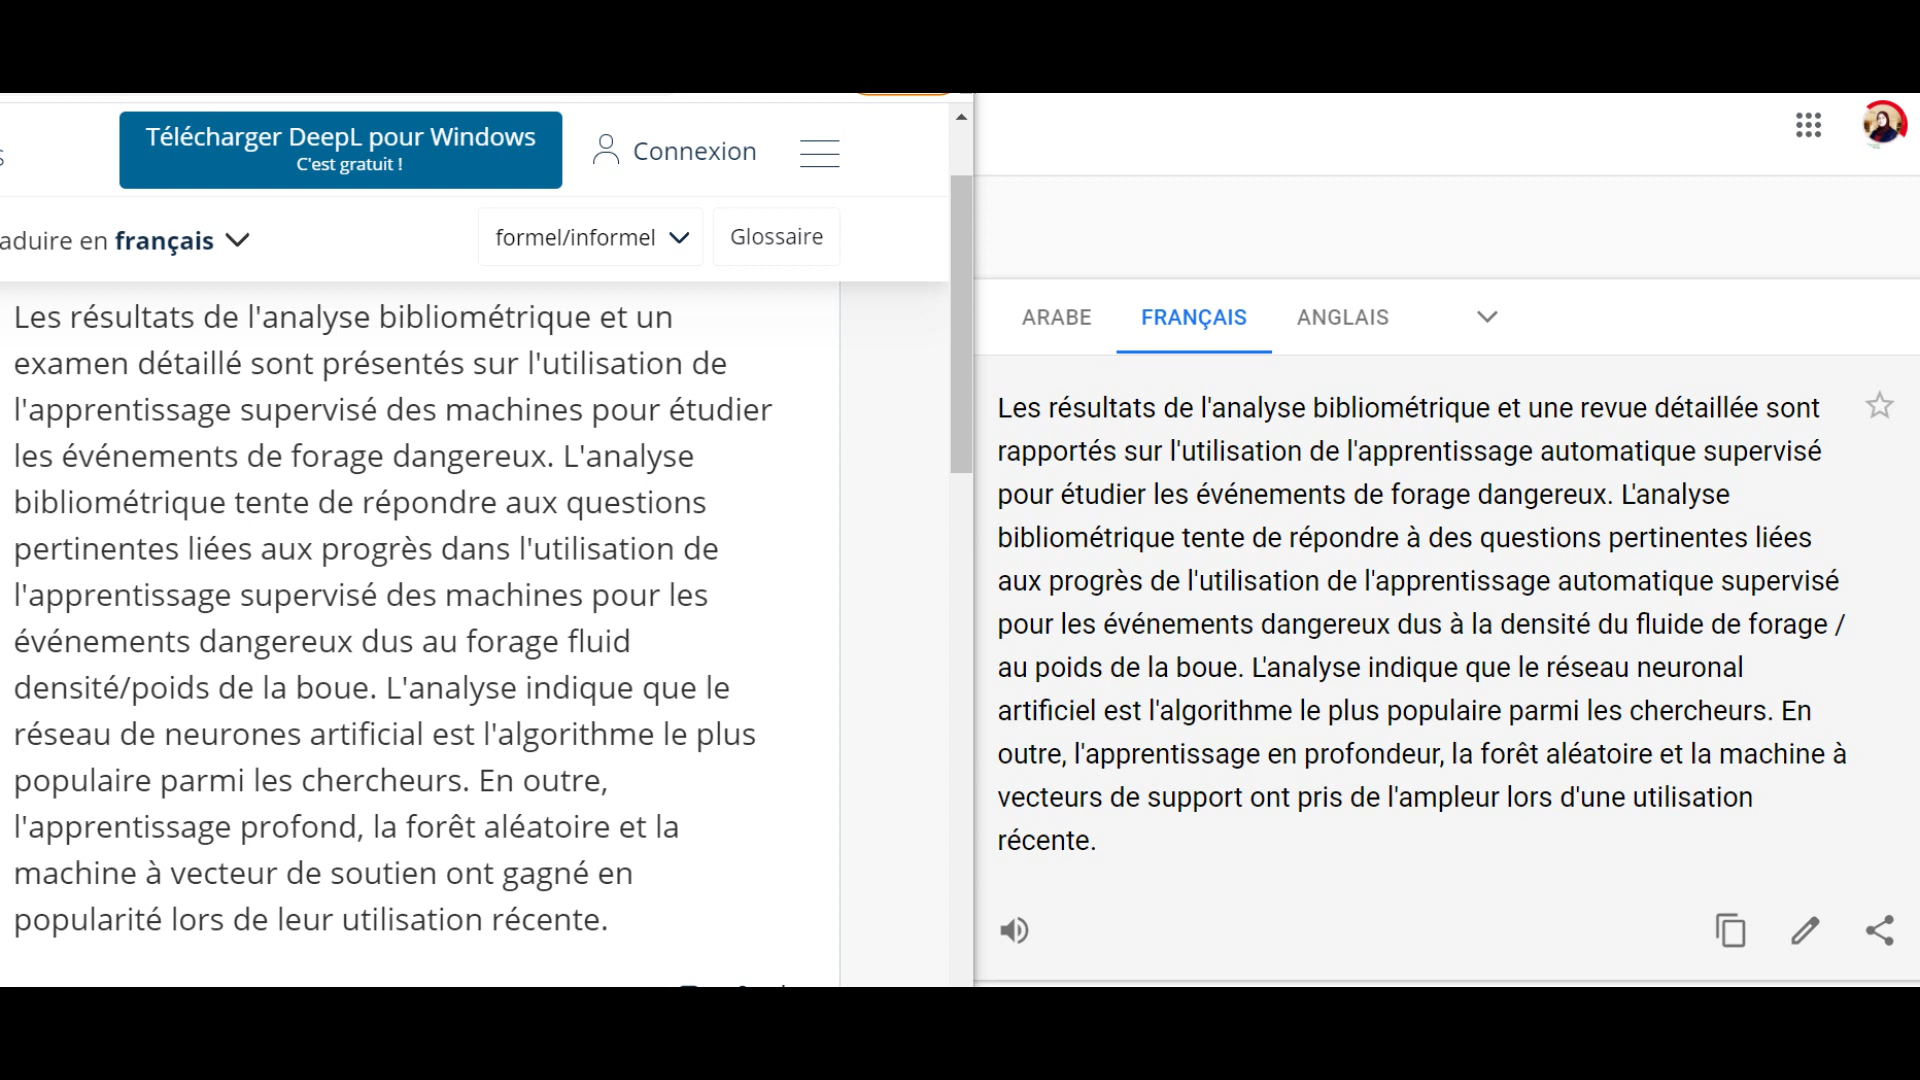 Télécharger DeepL pour Windows
C'est gratuit !
Connexion
aduire en français
formel/informel
Glossaire
Les résultats de l'analyse bibliométrique et un
examen détaillé sont présentés sur l'utilisation de
l'apprentissage supervisé des machines pour étudier
les événements de forage dangereux. L'analyse
bibliométrique tente de répondre aux questions
pertinentes liées aux progrès dans l'utilisation de
l'apprentissage supervisé des machines pour les
événements dangereux dus au forage fluid
densité/poids de la boue. L'analyse indique que le
réseau de neurones artificial est l'algorithme le plus
populaire parmi les chercheurs. En outre,
l'apprentissage profond, la forêt aléatoire et la
machine à vecteur de soutien ont gagné en
popularité lors de leur utilisation récente.
ARABE
FRANÇAIS
ANGLAIS
Les résultats de l'analyse bibliométrique et une revue détaillée sont
rapportés sur l'utilisation de l'apprentissage automatique supervisé
pour étudier les événements de forage dangereux. L'analyse
bibliométrique tente de répondre à des questions pertinentes liées
aux progrès de l'utilisation de l'apprentissage automatique supervisé
pour les événements dangereux dus à la densité du fluide de forage /
au poids de la boue. L'analyse indique que le réseau neuronal
artificiel est l'algorithme le plus populaire parmi les chercheurs. En
outre, l'apprentissage en profondeur, la forêt aléatoire et la machine à
vecteurs de support ont pris de l'ampleur lors d'une utilisation
récente.